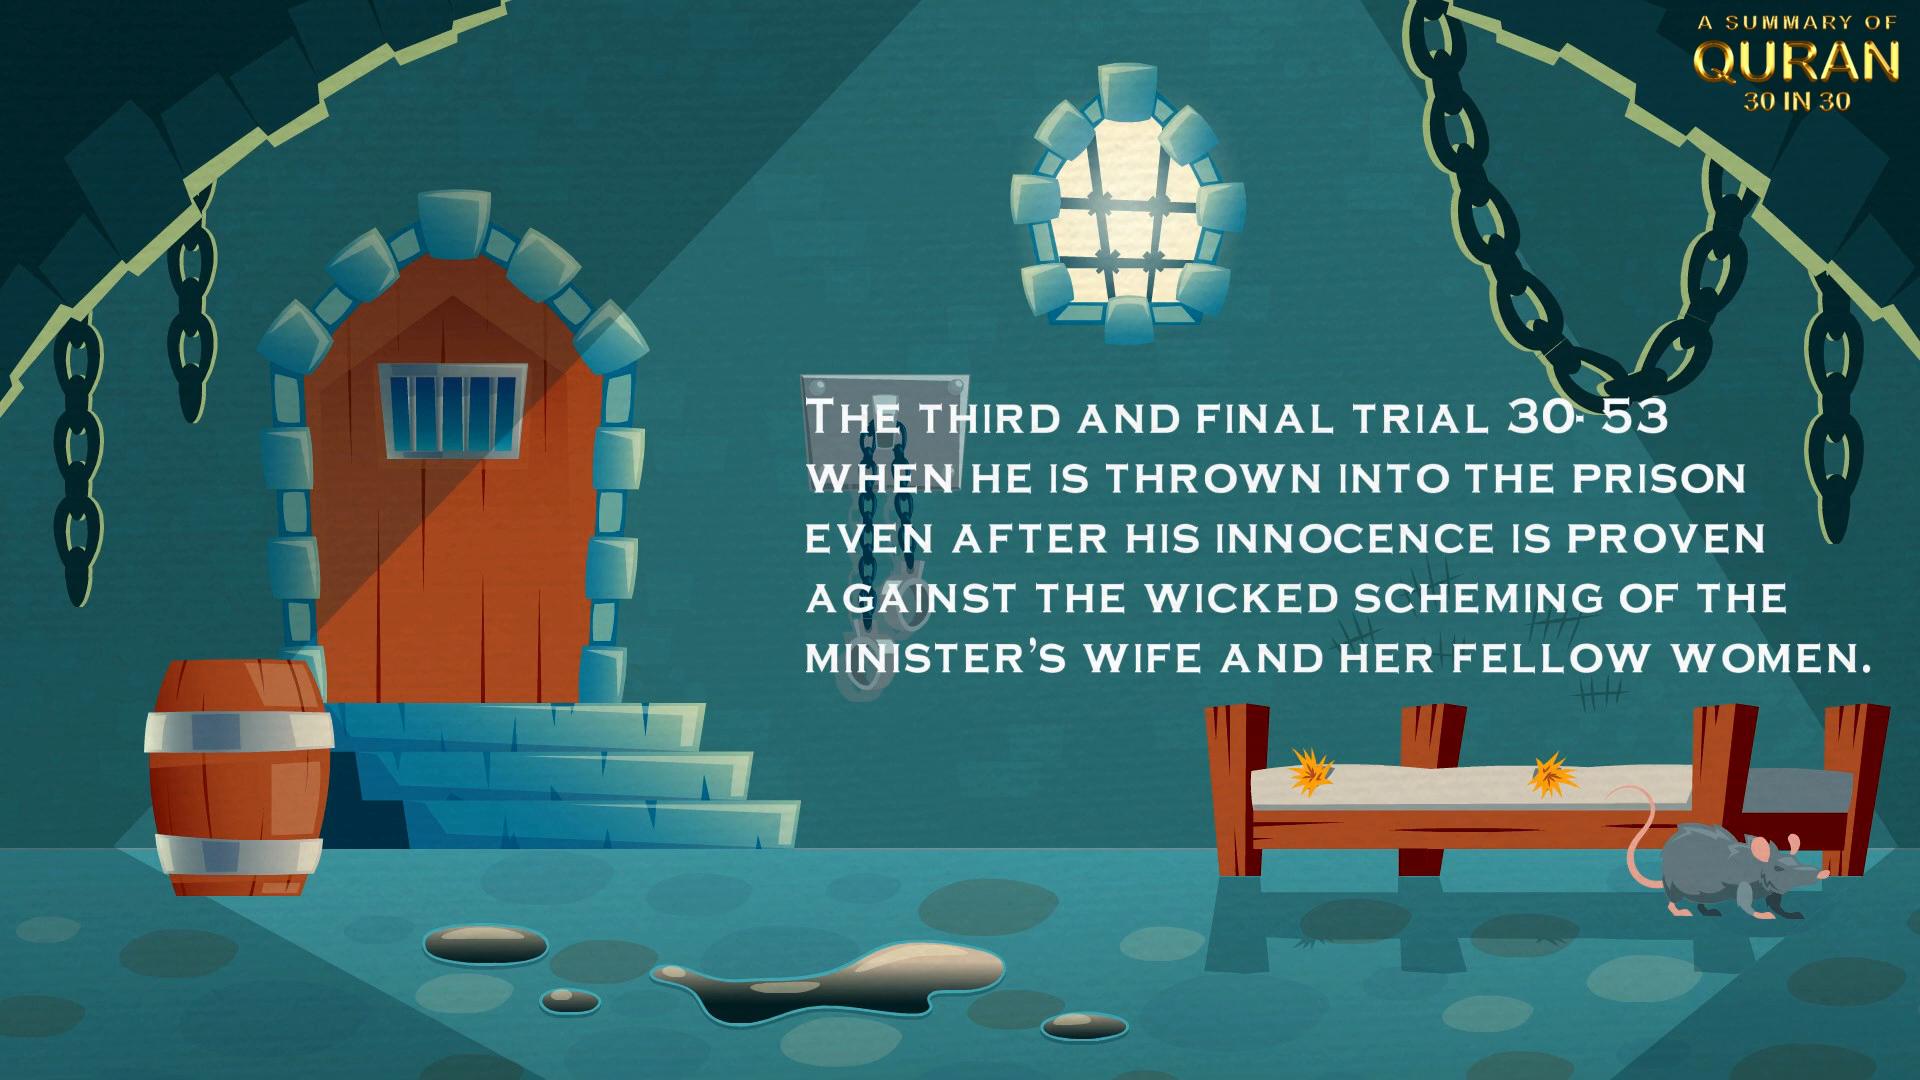 A SUMMARY OF
QURAN
30 IN 30
THE THIRD AND FINAL TRIAL 30- 53
WHEN HE IS THROWN INTO THE PRISON
EVEN AFTER HIS INNOCENCE IS PROVEN
AGAINST THE WICKED SCHEMING OF THE
MINISTER'S WIFE AND HER FELLOW WOMEN.